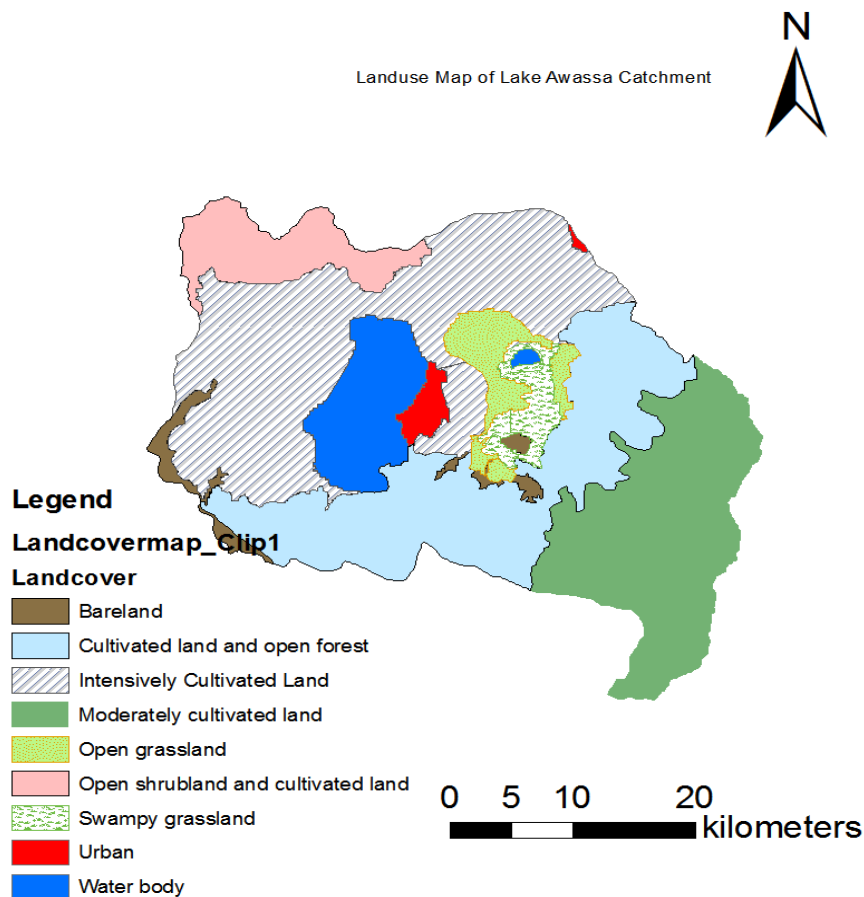 N
Landuse Map of Lake Awassa Catchment
Legend
Landcovermap_Clip1
Landcover
Bareland
Cultivated land and open forest
Intensively Cultivated Land
Moderately cultivated land
Open grassland
Open shrubland and cultivated land
Swampy grassland
Urban
Water body
0 5 10 20
kilometers